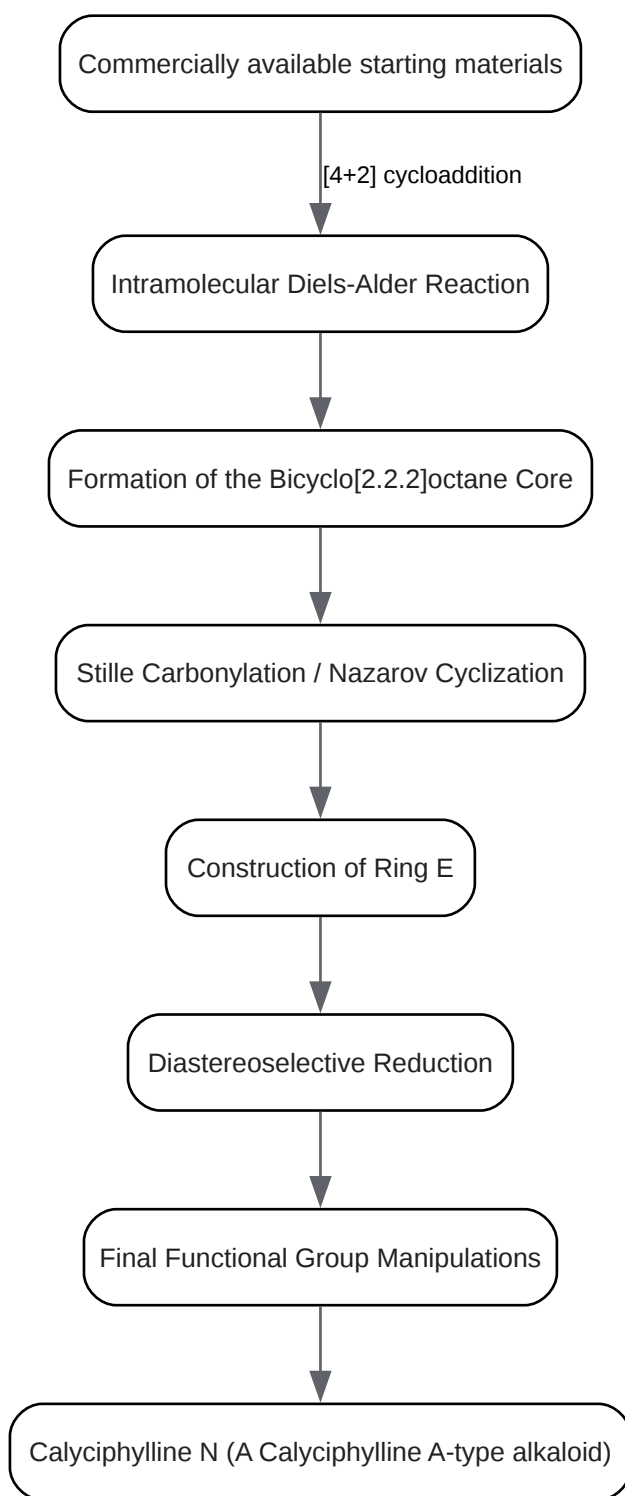 Commercially available starting materials
[4+2] cycloaddition
Intramolecular Diels-Alder Reaction
Formation of the Bicyclo[2.2.2]octane Core
Stille Carbonylation / Nazarov Cyclization
Construction of Ring E
Diastereoselective Reduction
Final Functional Group Manipulations
Calyciphylline N (A Calyciphylline A-type alkaloid)